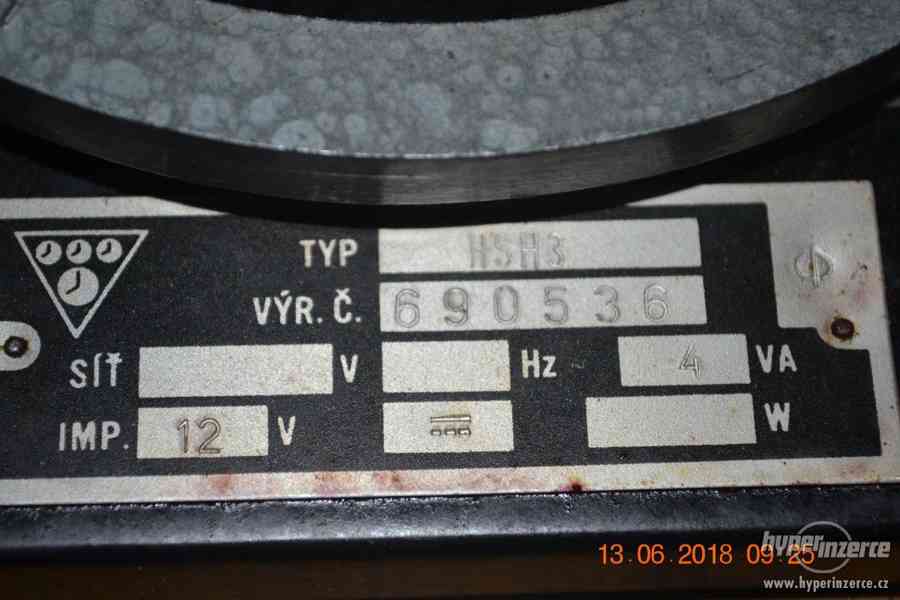 TYP HSH3
VÝR. Č. 690536
SÍŤ V Hz 4 VA
IMP. 12 V W
13.06.2018 09:25
hyperinzerce
www.hyperinzerce.cz